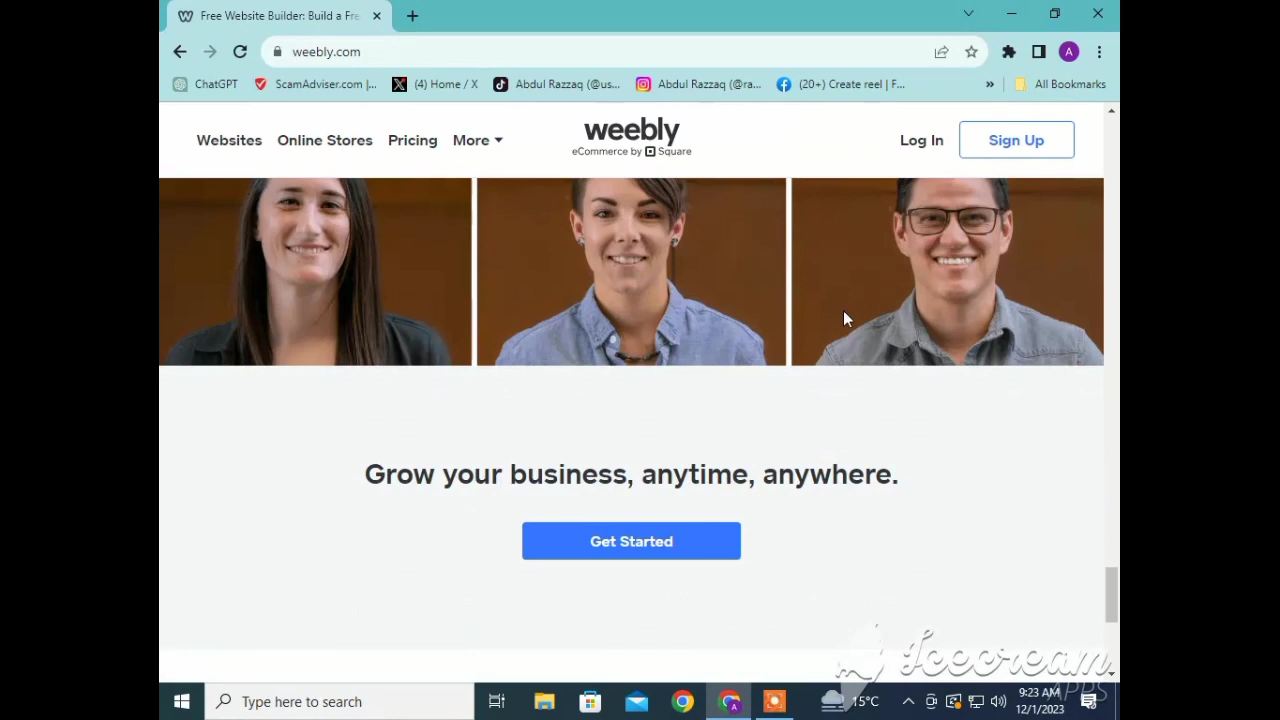 Free Website Builder: Build a Fre
weebly.com
A
ChatGPT
ScamAdviser.com |...
(4) Home / X
Abdul Razzaq (@us...
Abdul Razzaq (@ra...
(20+) Create reel | F...
»
All Bookmarks
Websites
Online Stores
Pricing
More
weebly
eCommerce by Square
Log In
Sign Up
Grow your business, anytime, anywhere.
Get Started
Icecream
APPS
Type here to search
15°C
9:23 AM
12/1/2023